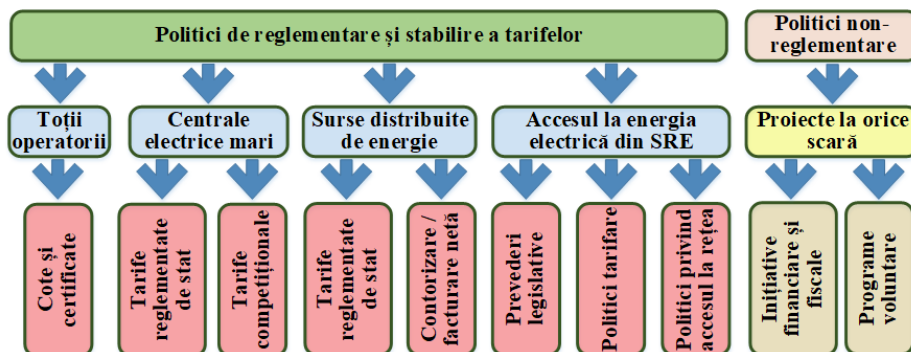 Politici de reglementare și stabilire a tarifelor
Politici non-
reglementare
Toții
operatorii
Centrale
electrice mari
Surse distribuite
de energie
Accesul la energia
electrică din SRE
Proiecte la orice
scară
Cote și
certificate
Tarife
reglementate
de stat
Tarife
competiționale
Tarife
reglementate
de stat
Contorizare /
facturare netă
Prevederi
legislative
Politici tarifare
Politici privind
accesul la rețea
Inițiative
financiare și
fiscale
Programe
voluntare